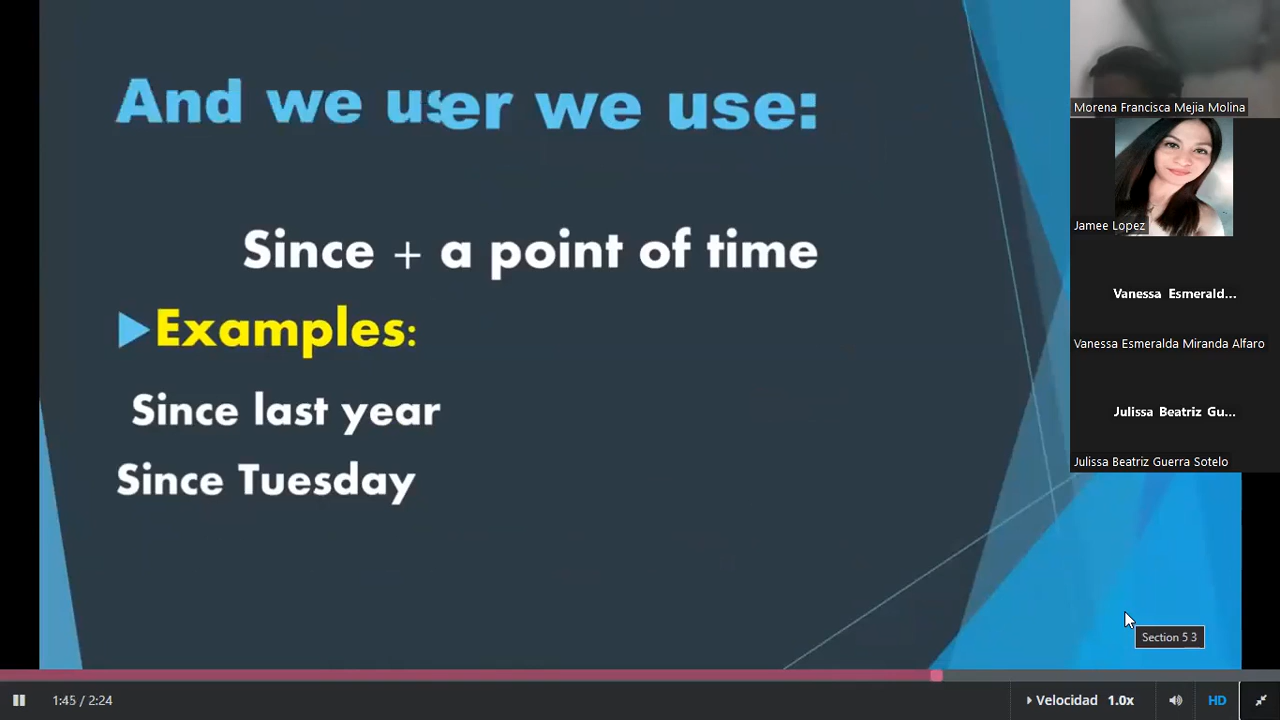 And we user we use:
Since + a point of time
Examples:
Since last year
Since Tuesday
Morena Francisca Mejia Molina
Jamee Lopez
Vanessa Esmerald...
Vanessa Esmeralda Miranda Alfaro
Julissa Beatriz Gu...
Julissa Beatriz Guerra Sotelo
Section 5 3
1:45 / 2:24
Velocidad 1.0x
HD